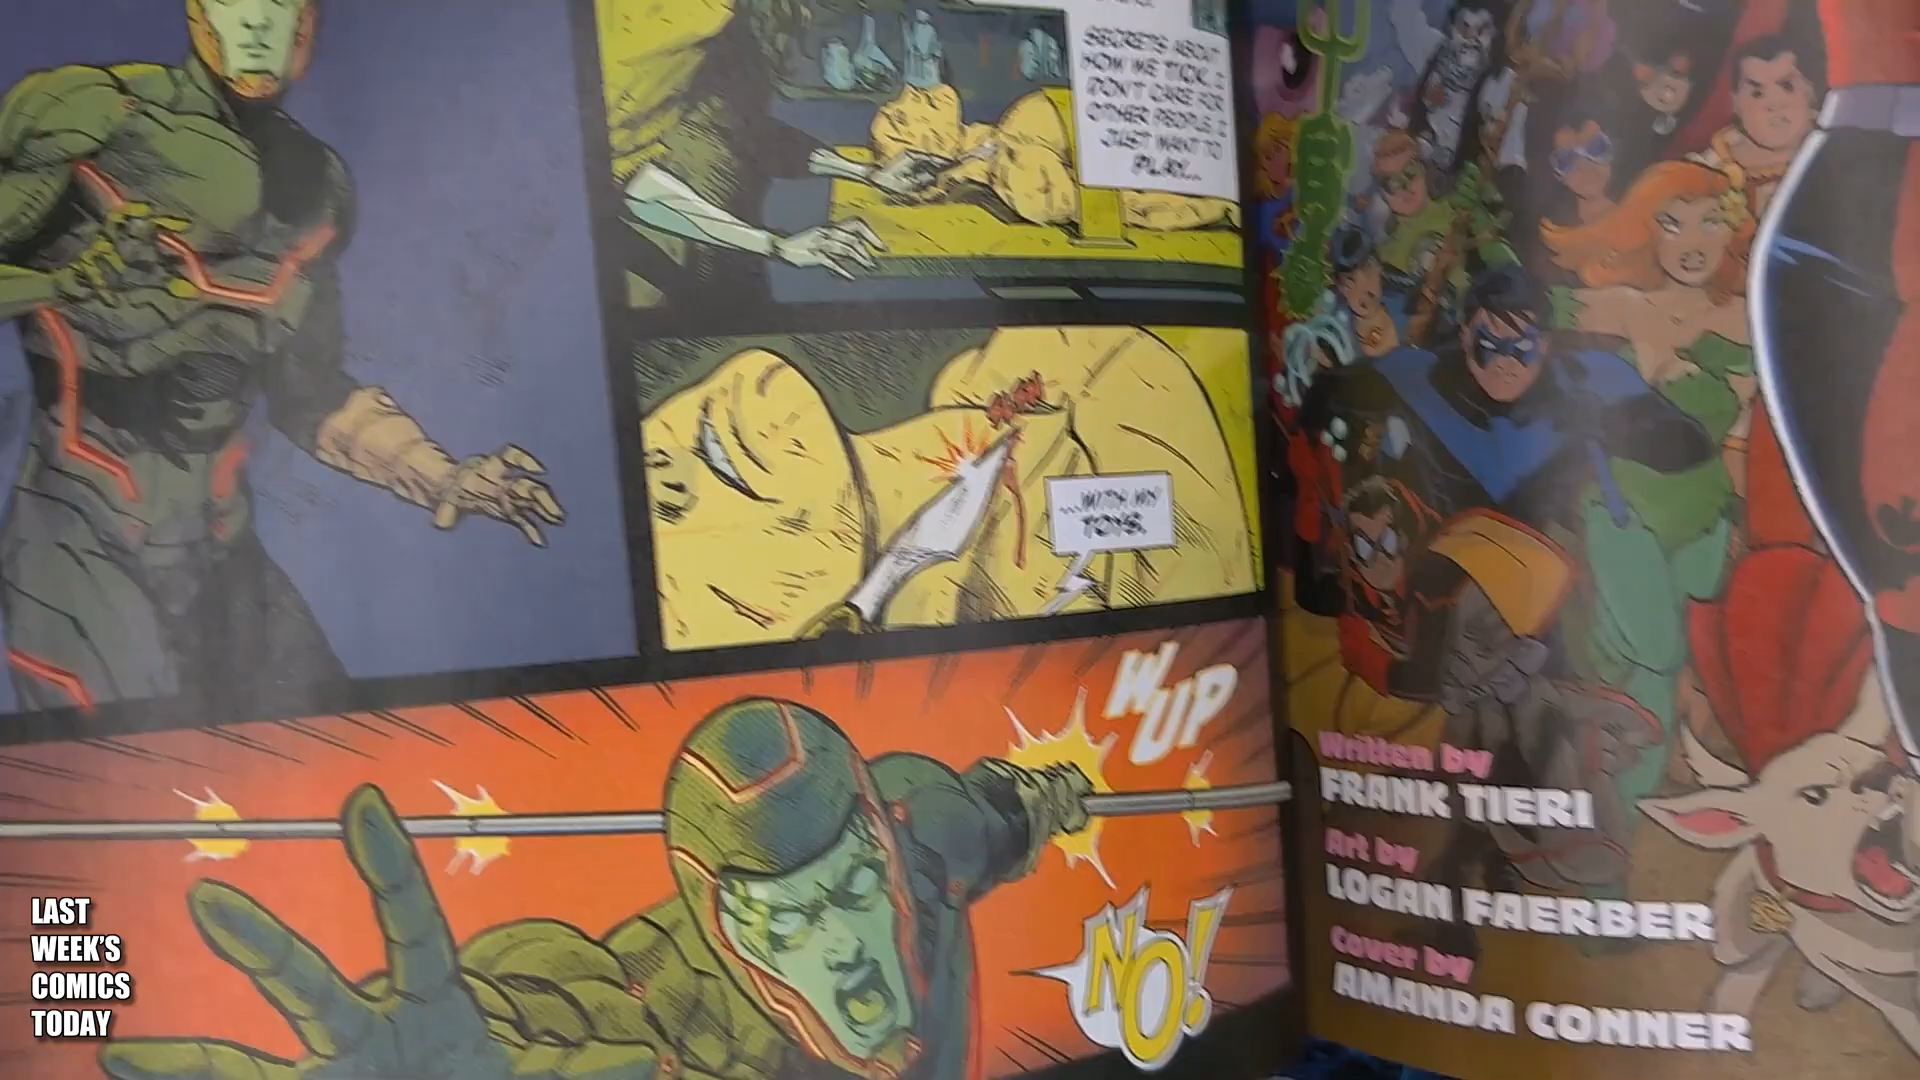 SECRETS ABOUT
HOW WE TICK. I
DON'T CARE FOR
OTHER PEOPLE. I
JUST WANT TO
PLAY...
...WITH MY
TOYS.
WUP
NO!
Written by
FRANK TIERI
Art by
LOGAN FAERBER
Cover by
AMANDA CONNER
LAST
WEEK'S
COMICS
TODAY